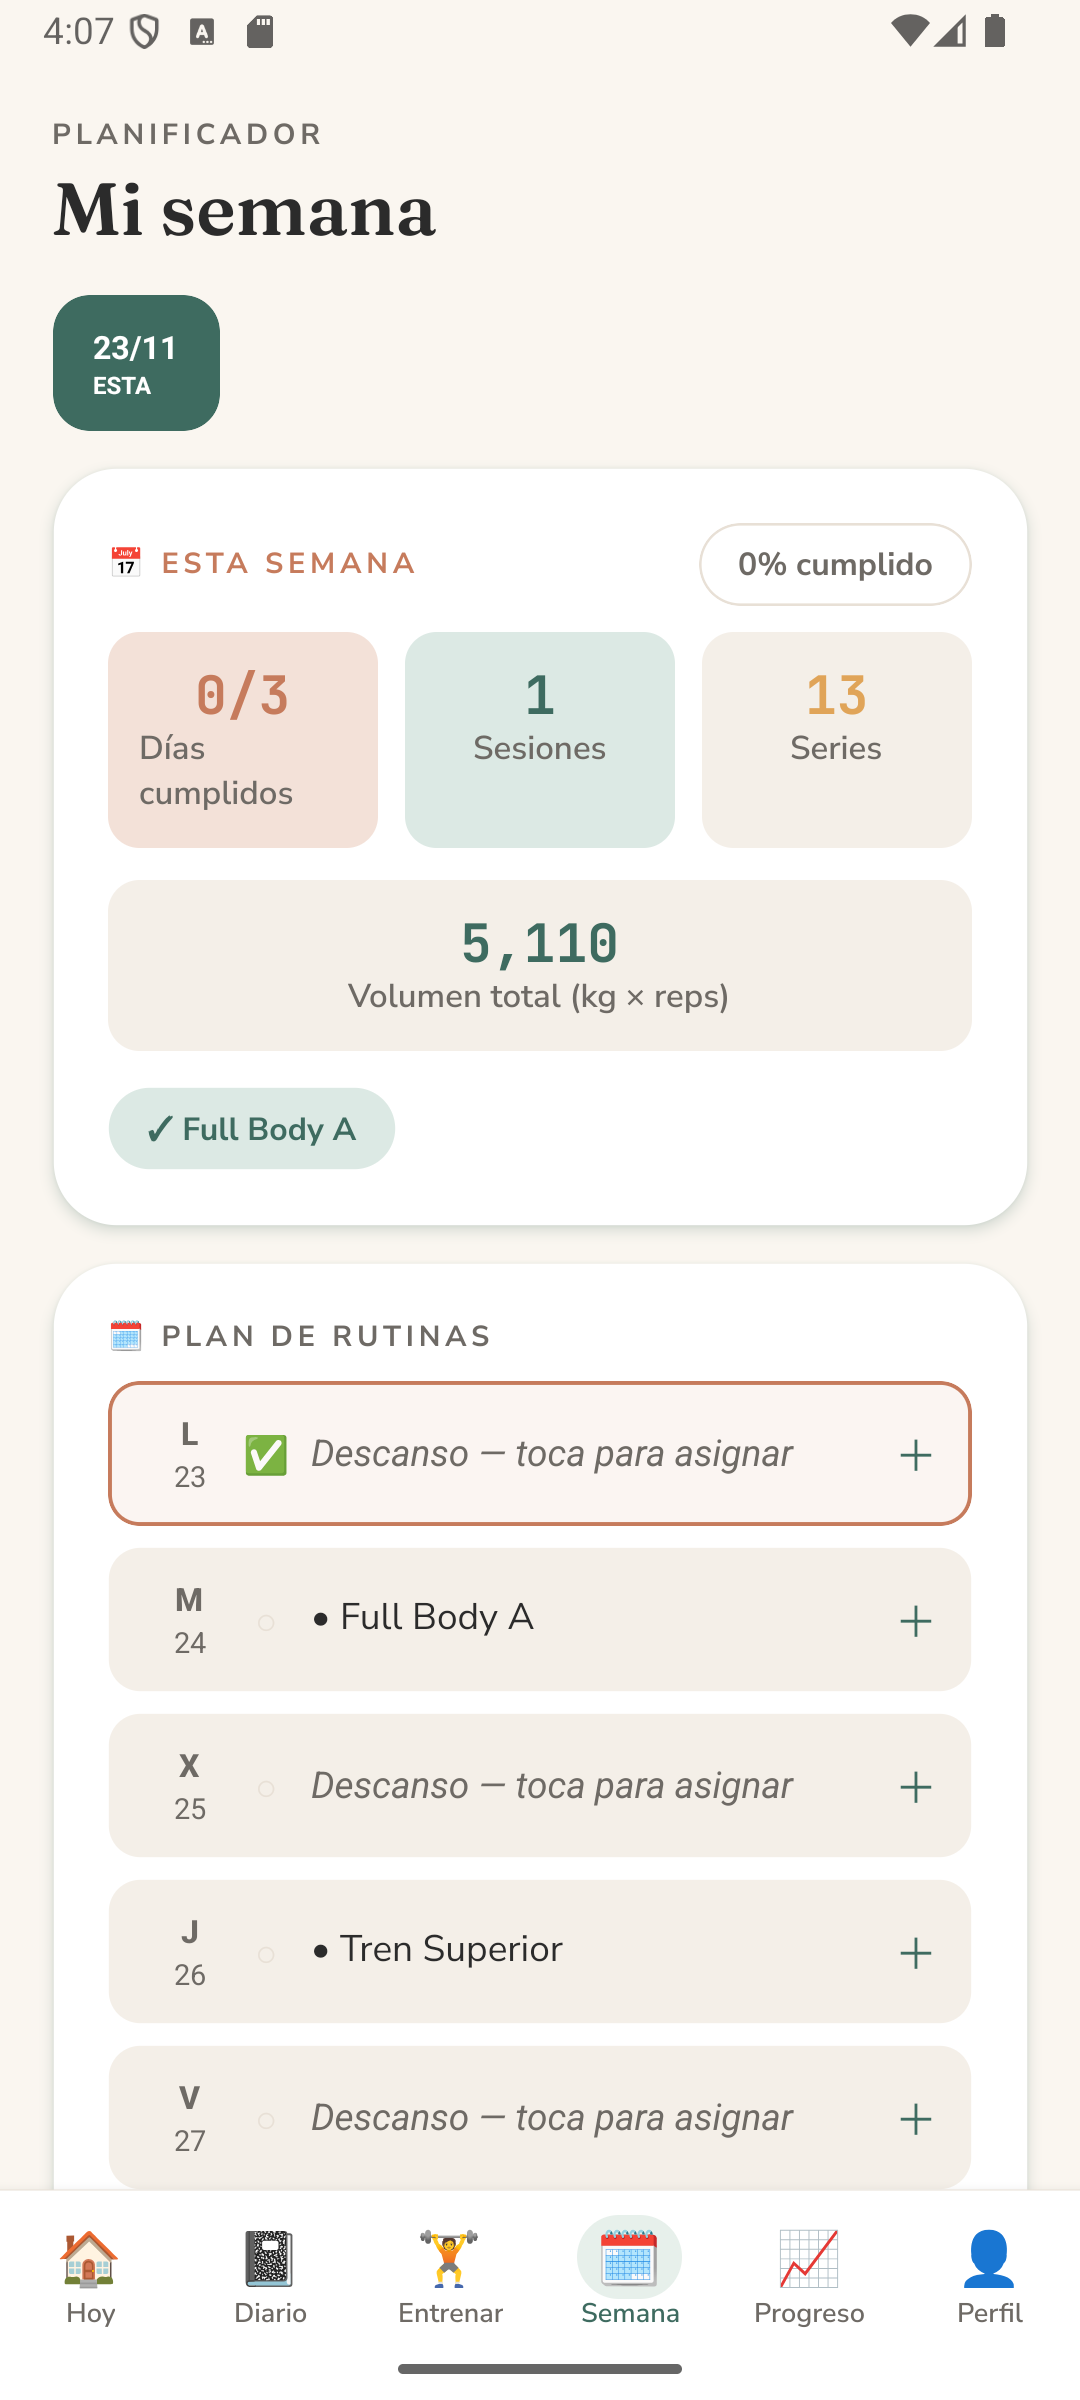 4:07
PLANIFICADOR
Mi semana
23/11
ESTA
ESTA SEMANA
0% cumplido
0/3
Días
cumplidos
1
Sesiones
13
Series
5,110
Volumen total (kg × reps)
✓ Full Body A
PLAN DE RUTINAS
L
23
Descanso — toca para asignar
+
M
24
• Full Body A
+
X
25
Descanso — toca para asignar
+
J
26
• Tren Superior
+
V
27
Descanso — toca para asignar
+
Hoy
Diario
Entrenar
Semana
Progreso
Perfil